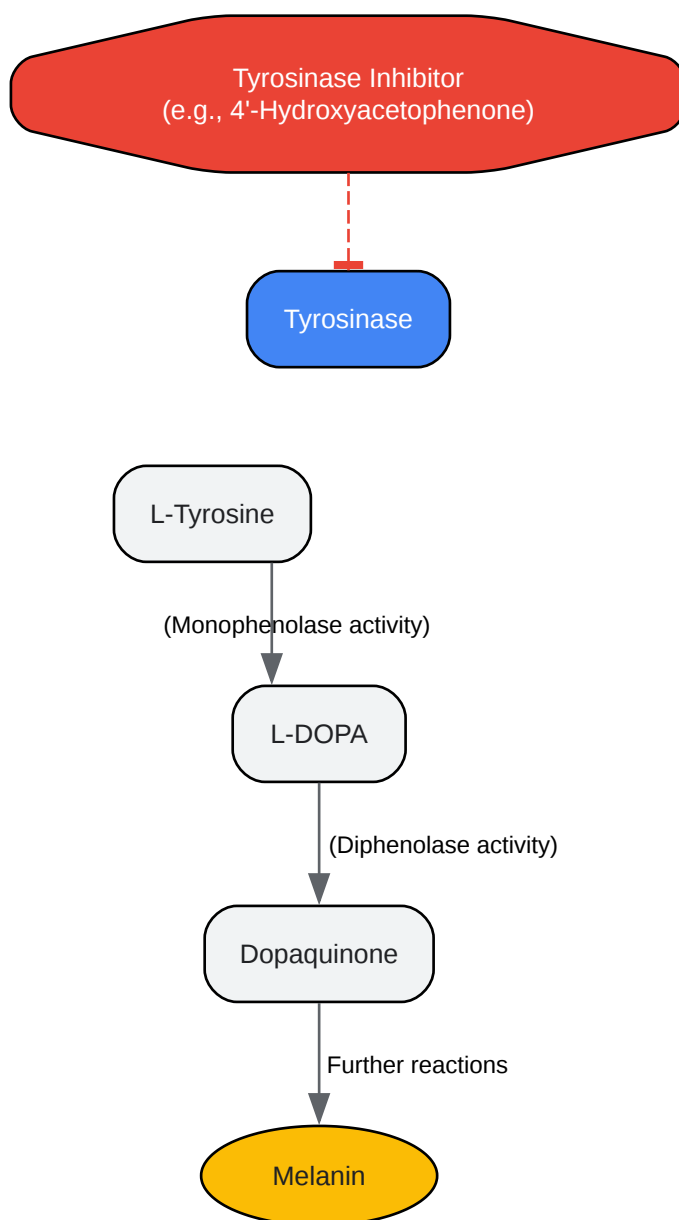 Tyrosinase Inhibitor
(e.g., 4'-Hydroxyacetophenone)
Tyrosinase
L-Tyrosine
(Monophenolase activity)
L-DOPA
(Diphenolase activity)
Dopaquinone
Further reactions
Melanin